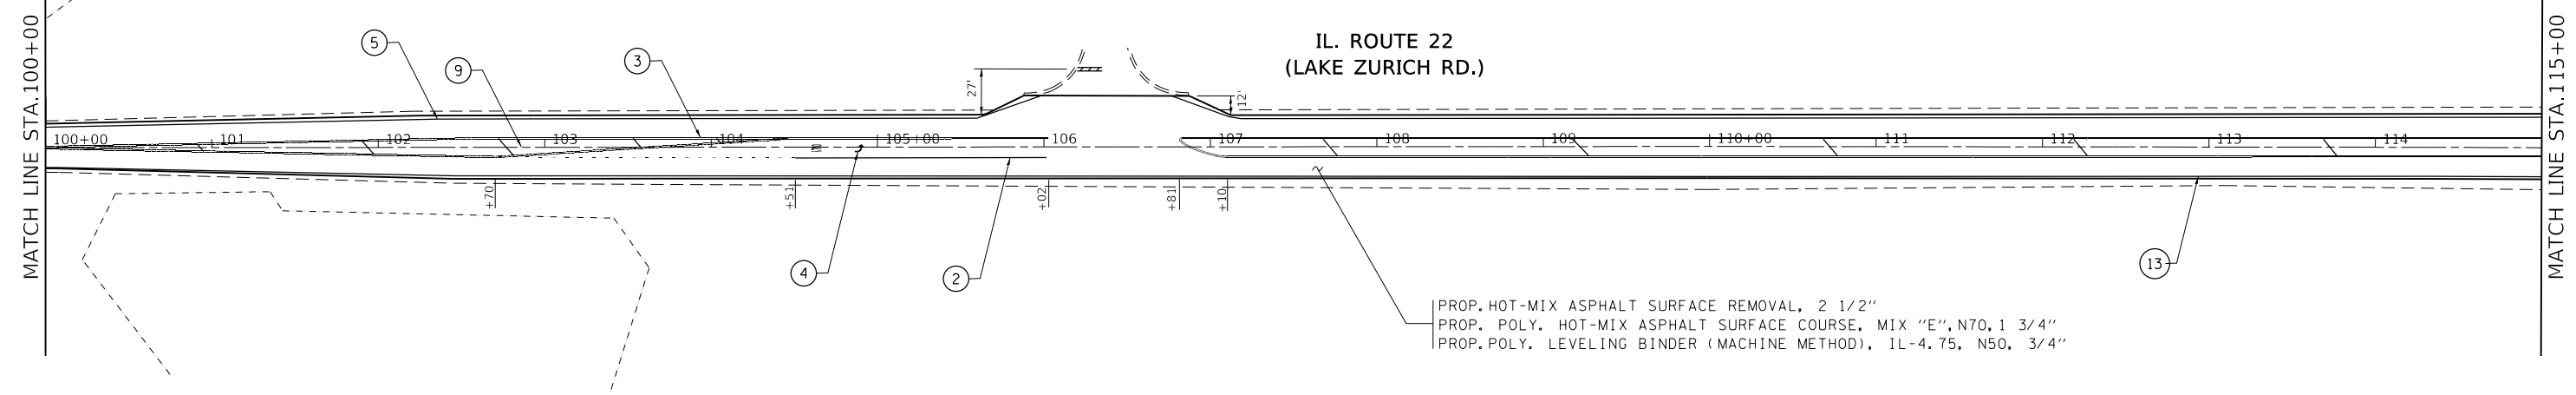 MATCH LINE STA.100+00
5
9
3
27'
IL. ROUTE 22
(LAKE ZURICH RD.)
12'
100+00 101 102 103 104 105+00 106 107 108 109 110+00 111 112 113 114
+70 +51 +02 +81 +10
4
2
13
PROP. HOT-MIX ASPHALT SURFACE REMOVAL, 2 1/2"
PROP. POLY. HOT-MIX ASPHALT SURFACE COURSE, MIX "E", N70, 1 3/4"
PROP. POLY. LEVELING BINDER (MACHINE METHOD), IL-4.75, N50, 3/4"
MATCH LINE STA.115+00